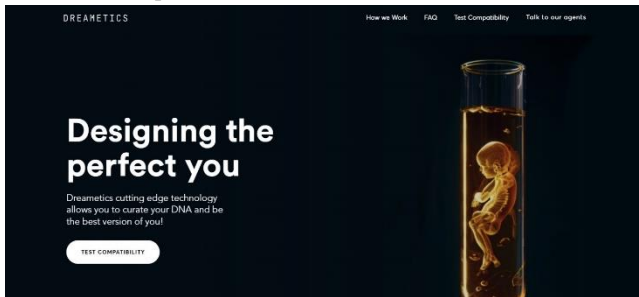 DREAMETICS
How we Work FAQ Test Compatibility Talk to our agents
Designing the
perfect you
Dreametics cutting edge technology
allows you to curate your DNA and be
the best version of you!
TEST COMPATIBILITY